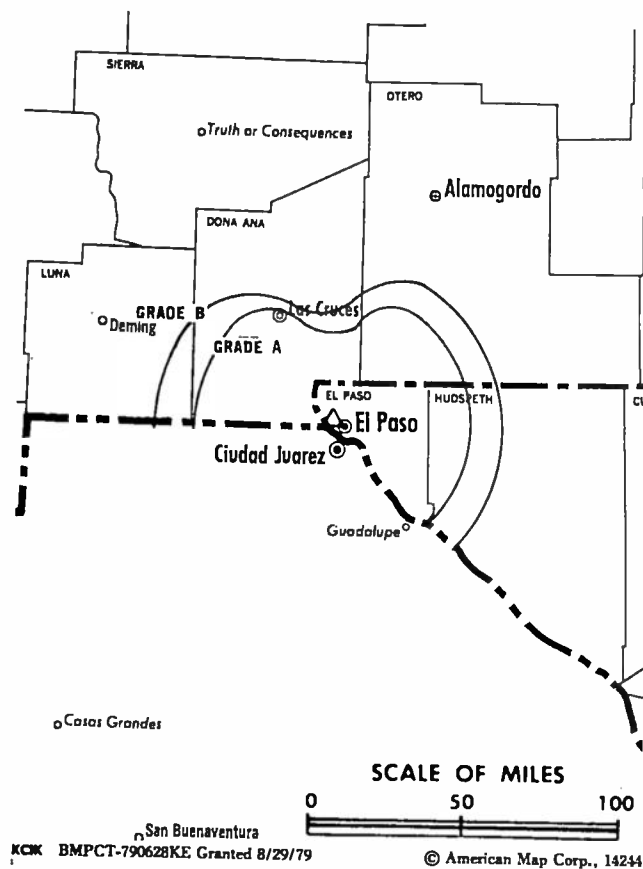 SIERRA
OTERO
Truth or Consequences
Alamogordo
DONA ANA
LUNA
GRADE B
Las Cruces
Deming
GRADE A
EL PASO
HUDSPETH
CU
El Paso
Ciudad Juarez
Guadalupe
Casas Grandes
SCALE OF MILES
0 50 100
San Buenaventura
KCIK BMPCT-790628KE Granted 8/29/79
© American Map Corp., 14244